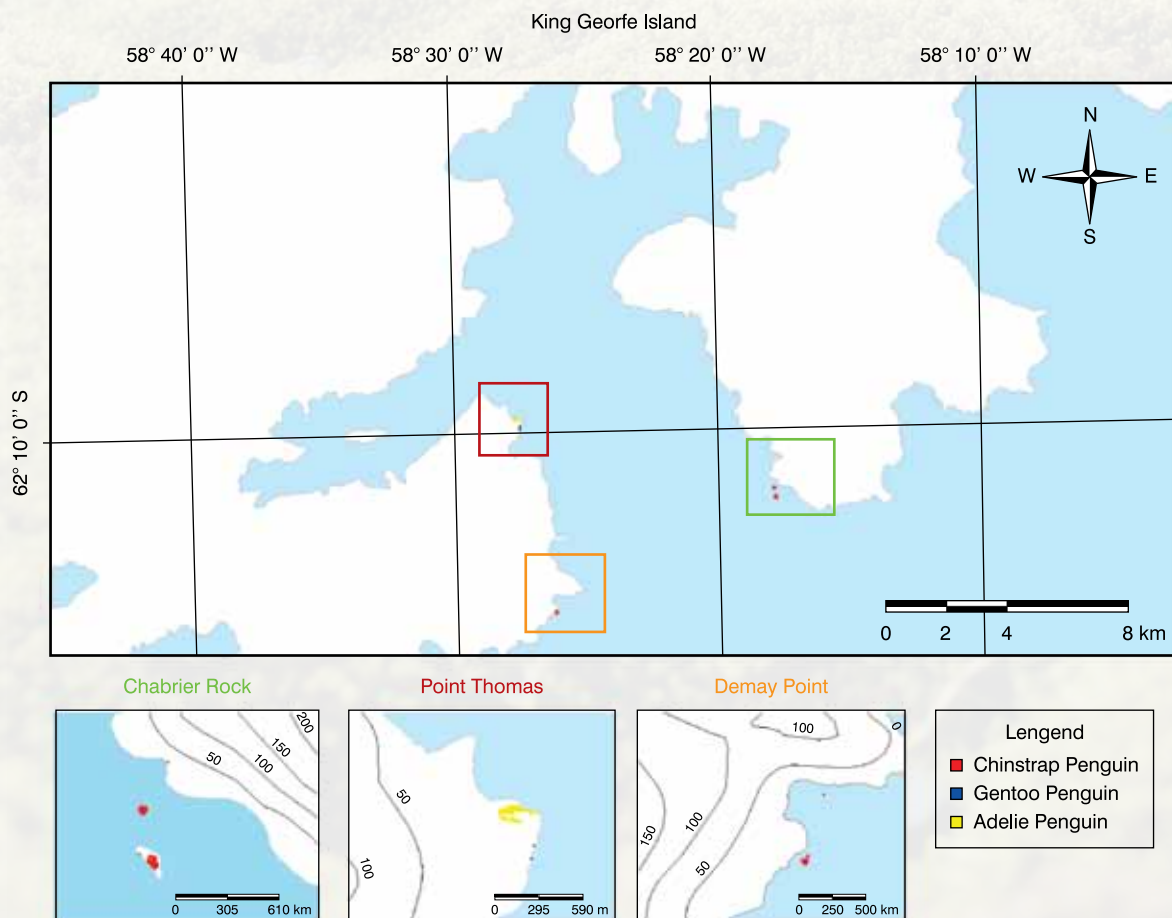 King Georfe Island
58° 40' 0'' W
58° 30' 0'' W
58° 20' 0'' W
58° 10' 0'' W
N
W
E
S
62° 10' 0'' S
0
2
4
8 km
Chabrier Rock
Point Thomas
Demay Point
50
100
150
200
0
305
610 km
50
100
0
295
590 m
100
0
150
100
50
0
250
500 km
Lengend
Chinstrap Penguin
Gentoo Penguin
Adelie Penguin